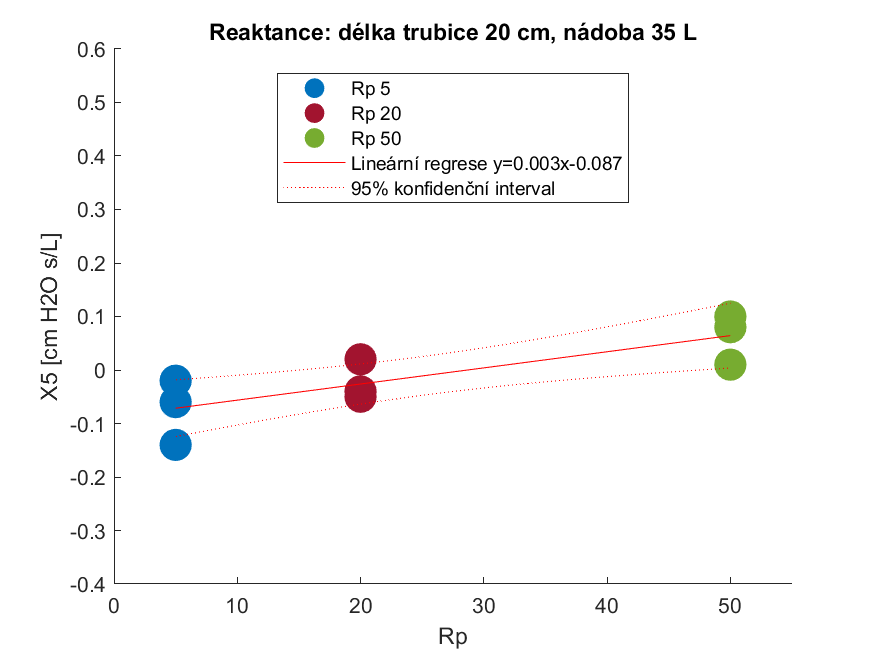 Reaktance: délka trubice 20 cm, nádoba 35 L
Rp 5
Rp 20
Rp 50
Lineární regrese y=0.003x-0.087
95% konfidenční interval
0.6
0.5
0.4
0.3
0.2
0.1
0
-0.1
-0.2
-0.3
-0.4
X5 [cm H2O s/L]
0 10 20 30 40 50
Rp